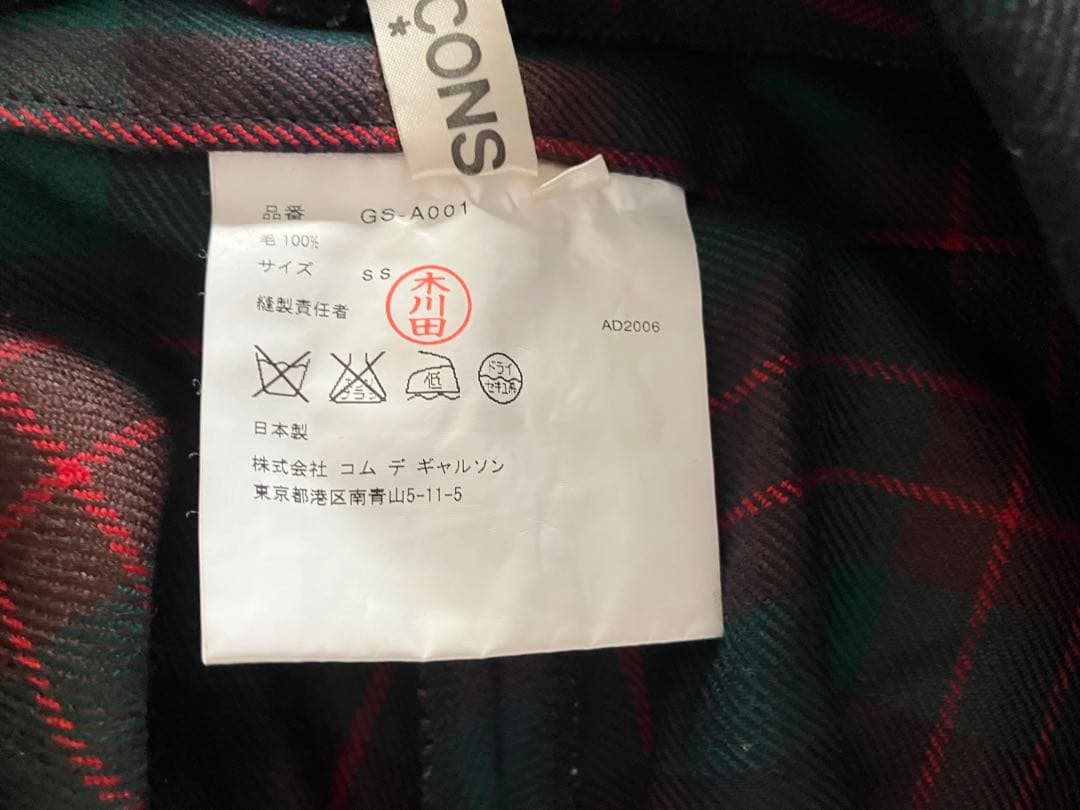 ÇONS
*
品番 GS-A001
毛 100%
サイズ SS
縫製責任者 木川田
AD2006
低
ドライ
セキユ系
日本製
株式会社 コム デ ギャルソン
東京都港区南青山5-11-5